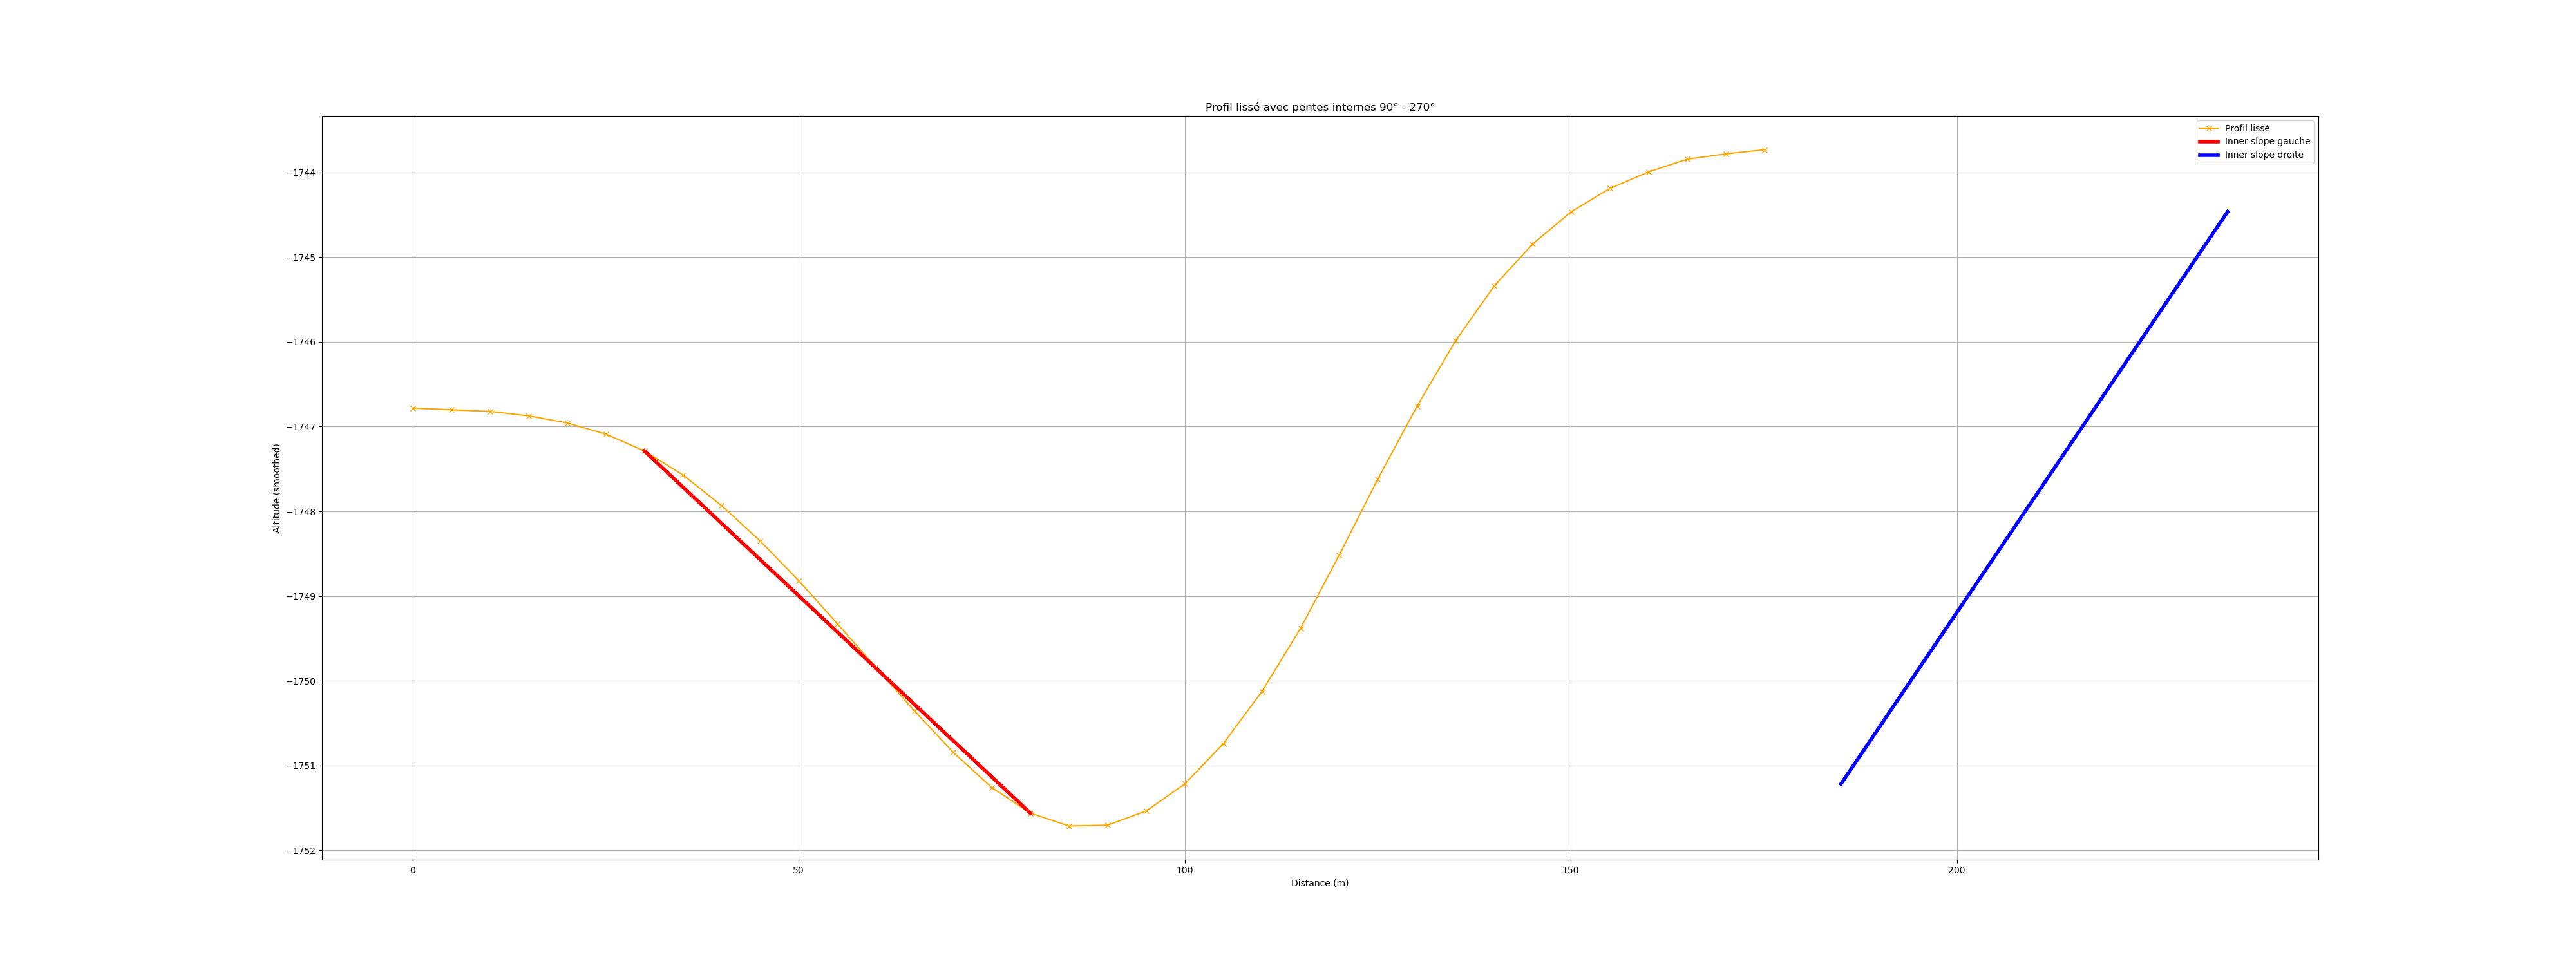 Profil lissé avec pentes internes 90° - 270°
Profil lissé
Inner slope gauche
Inner slope droite
−1744
−1745
−1746
−1747
−1748
−1749
−1750
−1751
−1752
Altitude (smoothed)
0
50
100
150
200
Distance (m)